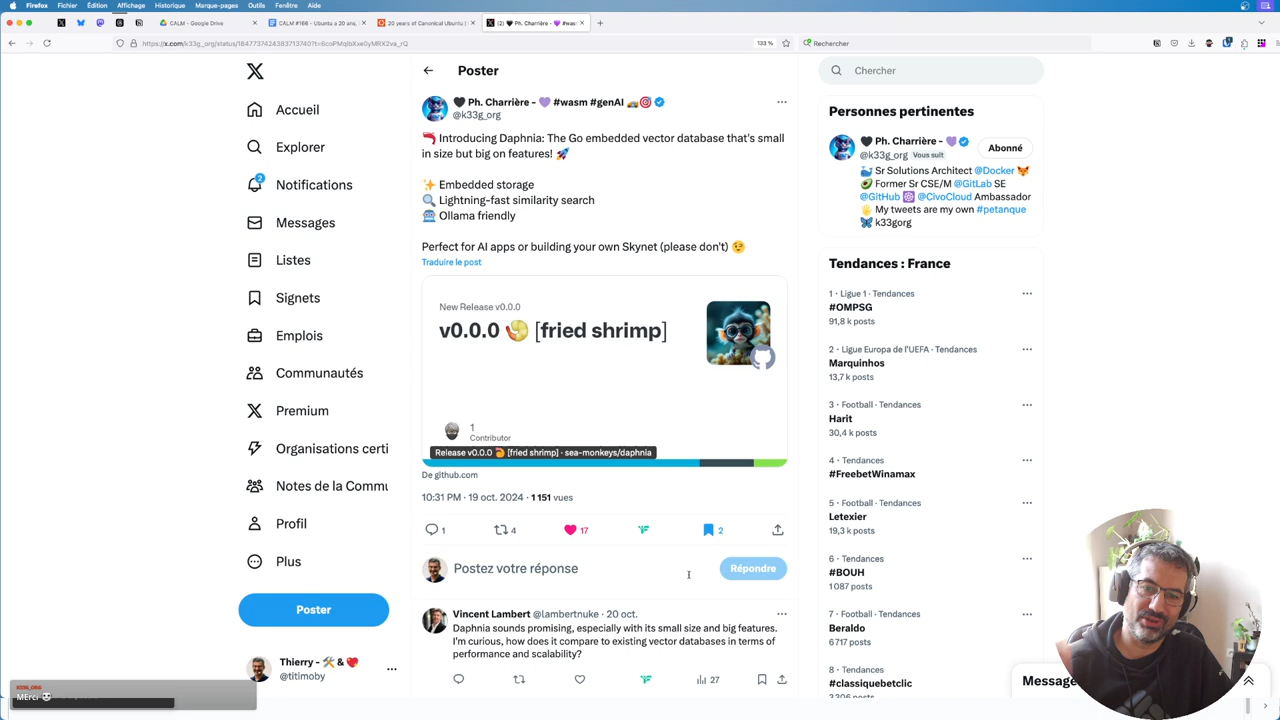 Firefox Fichier Édition Affichage Historique Marque-pages Outils Fenêtre Aide
CALM - Google Drive
CALM #166 - Ubuntu a 20 ans,
20 years of Canonical Ubuntu |
(2) 🖤 Ph. Charrière - 💜 #was
https://x.com/k33g_org/status/
133 %
Rechercher
Accueil
Explorer
2
Notifications
Messages
Listes
Signets
Emplois
Communautés
Premium
Organisations certi
Notes de la Commu
Profil
Plus
Poster
Thierry - 🛠️ & ❤️
@titimoby
K33G_ORG
MErci
Poster
🖤 Ph. Charrière - 💜 #wasm #genAI 🚙🎯
@k33g_org
🦐 Introducing Daphnia: The Go embedded vector database that's small
in size but big on features! 🚀
✨ Embedded storage
🔍 Lightning-fast similarity search
🤖 Ollama friendly
Perfect for AI apps or building your own Skynet (please don't) 😉
Traduire le post
New Release v0.0.0
v0.0.0 🍤 [fried shrimp]
1
Contributor
Release v0.0.0 🍤 [fried shrimp] · sea-monkeys/daphnia
De github.com
10:31 PM · 19 oct. 2024 · 1 151 vues
1
4
17
2
Postez votre réponse
Répondre
Vincent Lambert @lambertnuke · 20 oct.
Daphnia sounds promising, especially with its small size and big features.
I'm curious, how does it compare to existing vector databases in terms of
performance and scalability?
27
Chercher
Personnes pertinentes
🖤 Ph. Charrière - 💜
@k33g_org Vous suit
Abonné
🐳 Sr Solutions Architect @Docker 🦊
🥑 Former Sr CSE/M @GitLab SE
@GitHub @CivoCloud Ambassador
🖐 My tweets are my own #petanque
🦋 k33gorg
Tendances : France
1 · Ligue 1 · Tendances
#OMPSG
91,8 k posts
2 · Ligue Europa de l'UEFA · Tendances
Marquinhos
13,7 k posts
3 · Football · Tendances
Harit
30,4 k posts
4 · Tendances
#FreebetWinamax
5 · Football · Tendances
Letexier
19,3 k posts
6 · Tendances
#BOUH
1 087 posts
7 · Football · Tendances
Beraldo
6 717 posts
8 · Tendances
#classiquebetclic
3 306 posts
Message